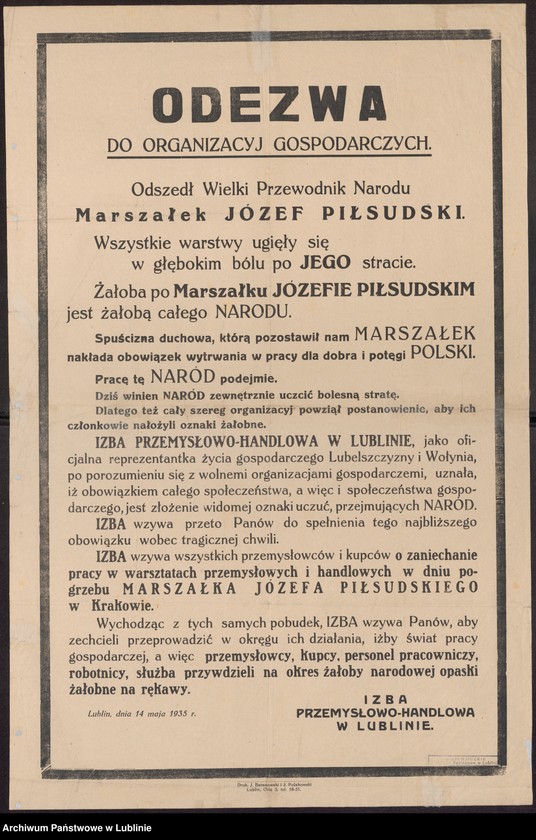 ODEZWA
DO ORGANIZACYJ GOSPODARCZYCH.
Odszedł Wielki Przewodnik Narodu
Marszałek JÓZEF PIŁSUDSKI.
Wszystkie warstwy ugięły się
w głębokim bólu po JEGO stracie.
Żałoba po Marszałku JÓZEFIE PIŁSUDSKIM
jest żałobą całego NARODU.
Spuścizna duchowa, którą pozostawił nam MARSZAŁEK
nakłada obowiązek wytrwania w pracy dla dobra i potęgi POLSKI.
Pracę tę NARÓD podejmie.
Dziś winien NARÓD zewnętrznie uczcić bolesną stratę.
Dlatego też cały szereg organizacyj powziął postanowienie, aby ich
członkowie nałożyli oznaki żałobne.
IZBA PRZEMYSŁOWO-HANDLOWA W LUBLINIE, jako ofi-
cjalna reprezentantka życia gospodarczego Lubelszczyzny i Wołynia,
po porozumieniu się z wolnemi organizacjami gospodarczemi, uznała,
iż obowiązkiem całego społeczeństwa, a więc i społeczeństwa gospo-
darczego, jest złożenie widomej oznaki uczuć, przejmujących NARÓD.
IZBA wzywa przeto Panów do spełnienia tego najbliższego
obowiązku wobec tragicznej chwili.
IZBA wzywa wszystkich przemysłowców i kupców o zaniechanie
pracy w warsztatach przemysłowych i handlowych w dniu po-
grzebu MARSZAŁKA JÓZEFA PIŁSUDSKIEGO
w Krakowie.
Wychodząc z tych samych pobudek, IZBA wzywa Panów, aby
zechcieli przeprowadzić w okręgu ich działania, iżby świat pracy
gospodarczej, a więc przemysłowcy, kupcy, personel pracowniczy,
robotnicy, służba przywdzieli na okres żałoby narodowej opaski
żałobne na rękawy.
Lublin, dnia 14 maja 1935 r.
IZBA
PRZEMYSŁOWO-HANDLOWA
W LUBLINIE.
Lublin,
Archiwum Państwowe w Lublinie